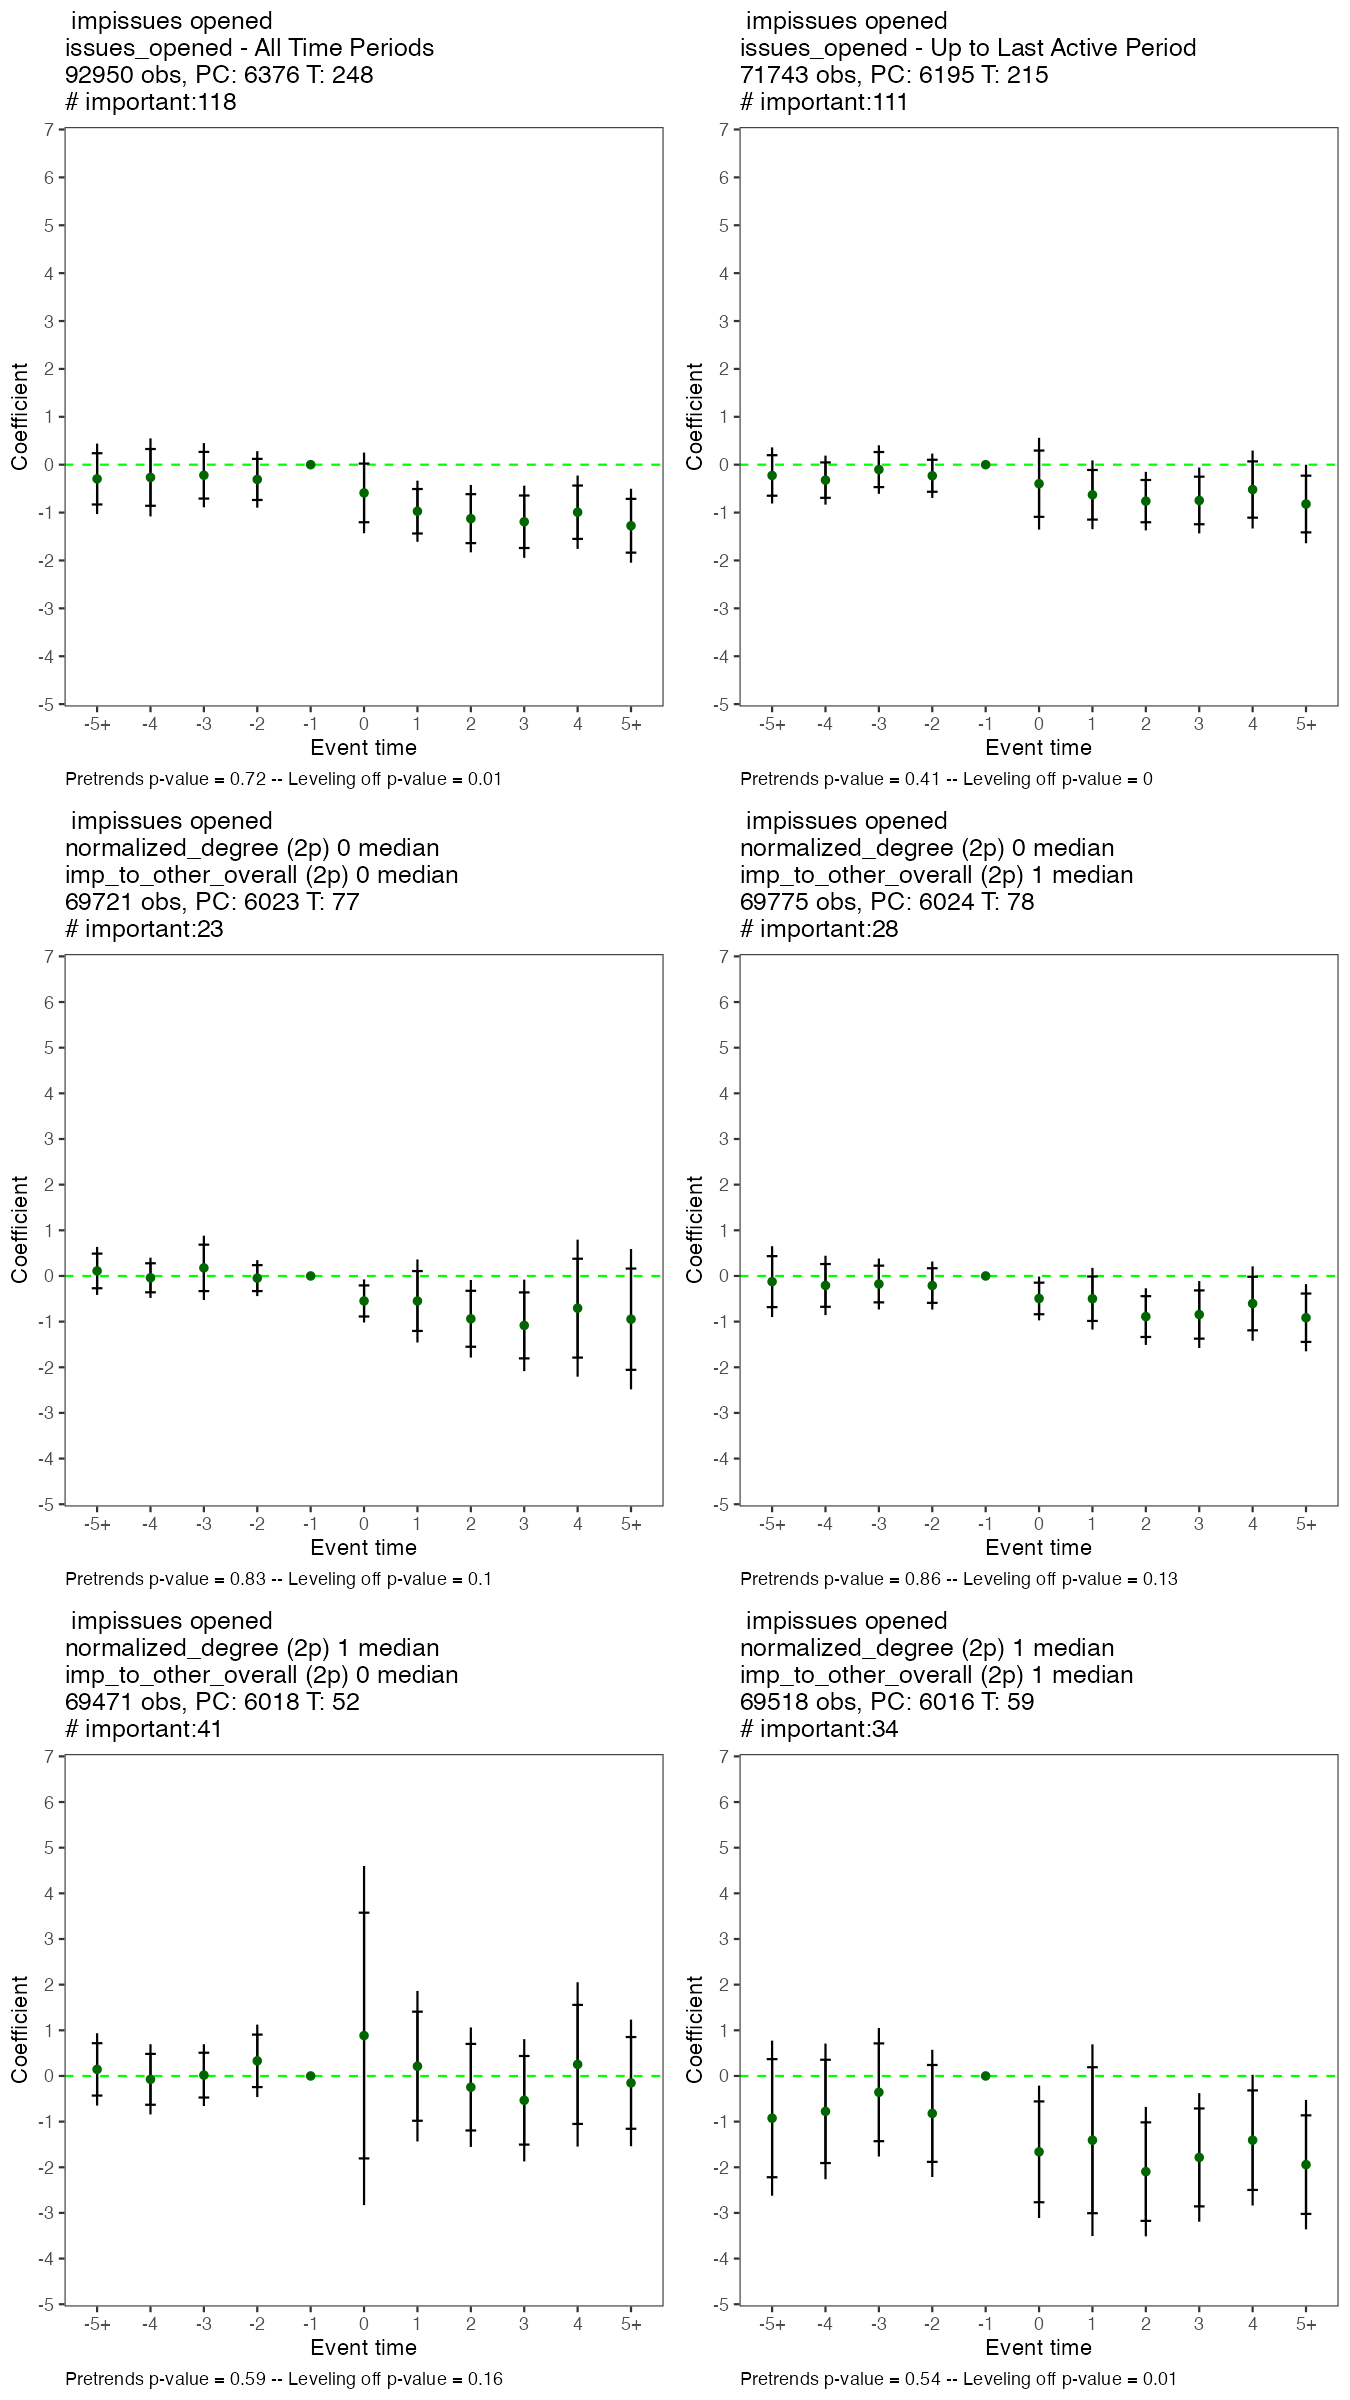 impissues opened
issues_opened - All Time Periods
92950 obs, PC: 6376 T: 248
# important:118
7
6
5
4
3
2
1
0
-1
-2
-3
-4
-5
Coefficient
-5+ -4 -3 -2 -1 0 1 2 3 4 5+
Event time
Pretrends p-value = 0.72 -- Leveling off p-value = 0.01
impissues opened
issues_opened - Up to Last Active Period
71743 obs, PC: 6195 T: 215
# important:111
7
6
5
4
3
2
1
0
-1
-2
-3
-4
-5
Coefficient
-5+ -4 -3 -2 -1 0 1 2 3 4 5+
Event time
Pretrends p-value = 0.41 -- Leveling off p-value = 0
impissues opened
normalized_degree (2p) 0 median
imp_to_other_overall (2p) 0 median
69721 obs, PC: 6023 T: 77
# important:23
7
6
5
4
3
2
1
0
-1
-2
-3
-4
-5
Coefficient
-5+ -4 -3 -2 -1 0 1 2 3 4 5+
Event time
Pretrends p-value = 0.83 -- Leveling off p-value = 0.1
impissues opened
normalized_degree (2p) 0 median
imp_to_other_overall (2p) 1 median
69775 obs, PC: 6024 T: 78
# important:28
7
6
5
4
3
2
1
0
-1
-2
-3
-4
-5
Coefficient
-5+ -4 -3 -2 -1 0 1 2 3 4 5+
Event time
Pretrends p-value = 0.86 -- Leveling off p-value = 0.13
impissues opened
normalized_degree (2p) 1 median
imp_to_other_overall (2p) 0 median
69471 obs, PC: 6018 T: 52
# important:41
7
6
5
4
3
2
1
0
-1
-2
-3
-4
-5
Coefficient
-5+ -4 -3 -2 -1 0 1 2 3 4 5+
Event time
Pretrends p-value = 0.59 -- Leveling off p-value = 0.16
impissues opened
normalized_degree (2p) 1 median
imp_to_other_overall (2p) 1 median
69518 obs, PC: 6016 T: 59
# important:34
7
6
5
4
3
2
1
0
-1
-2
-3
-4
-5
Coefficient
-5+ -4 -3 -2 -1 0 1 2 3 4 5+
Event time
Pretrends p-value = 0.54 -- Leveling off p-value = 0.01